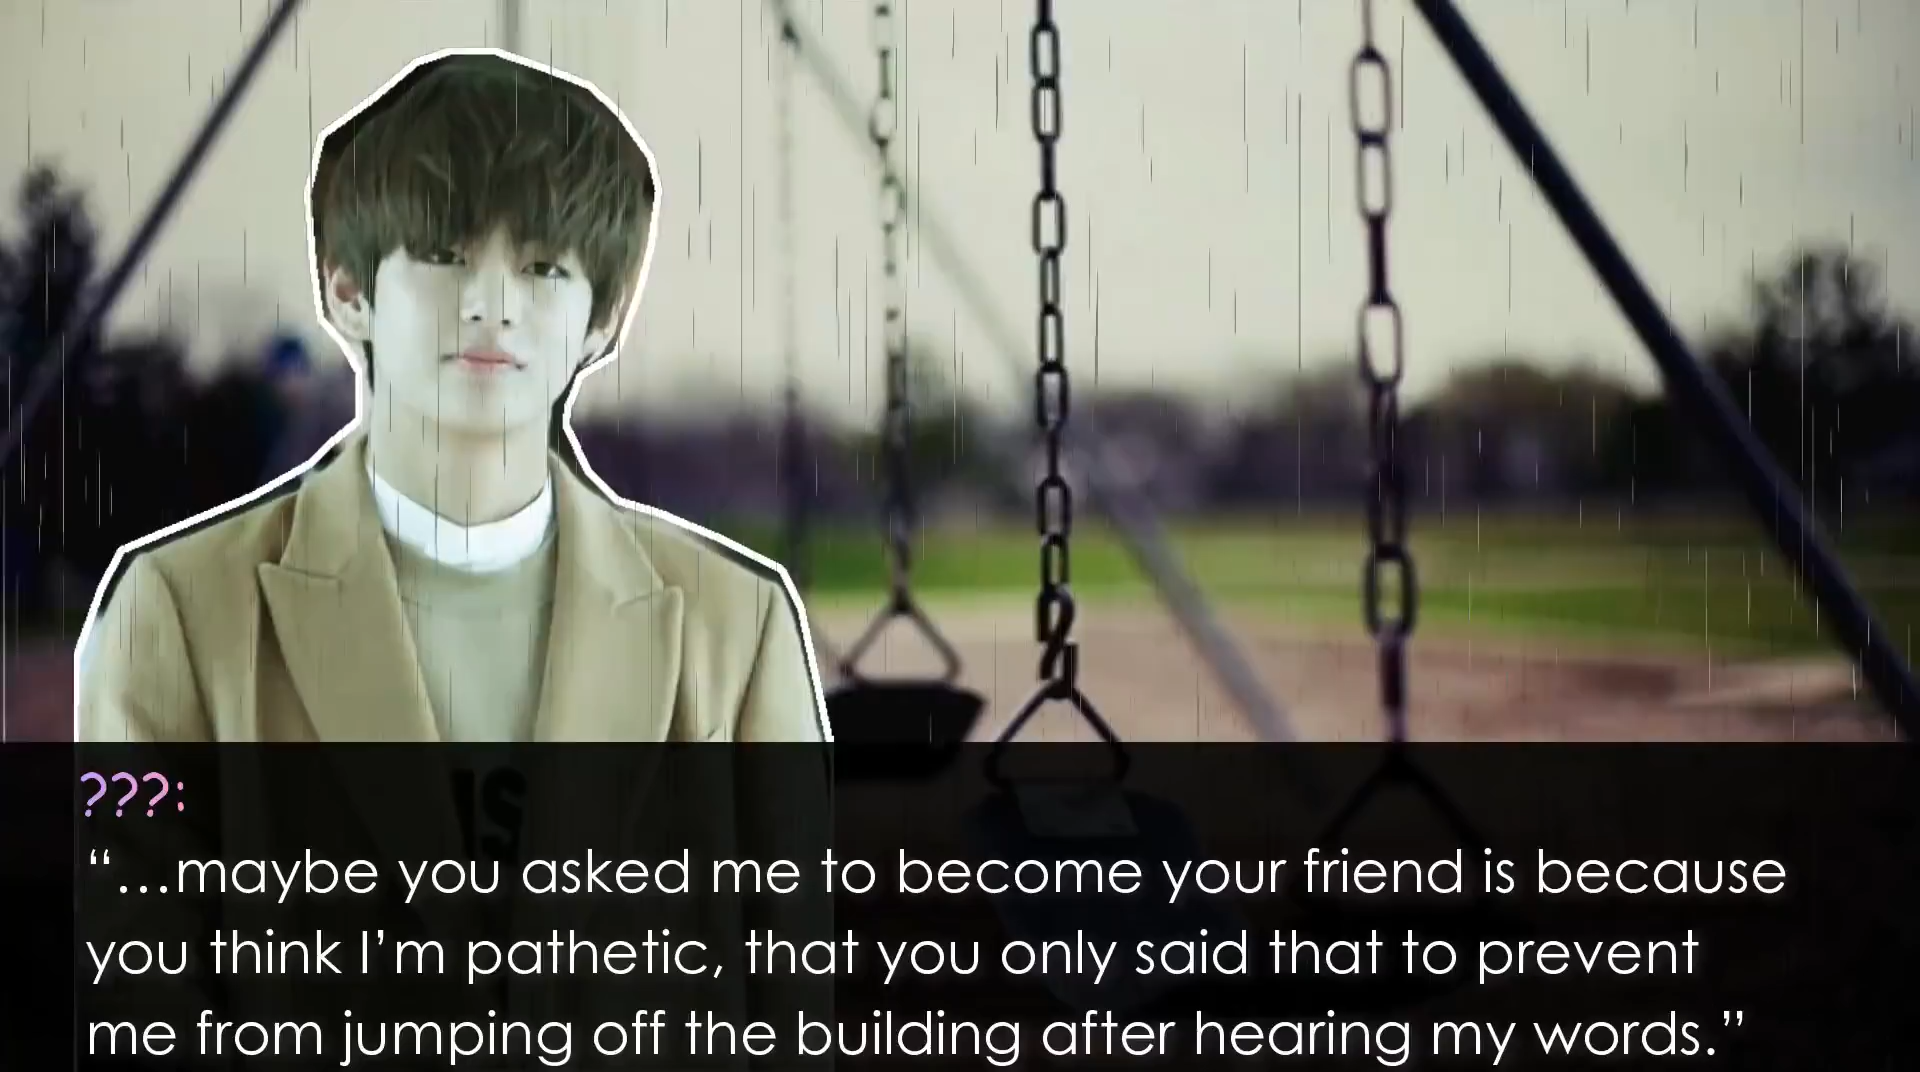 ???:
“…maybe you asked me to become your friend is because
you think I’m pathetic, that you only said that to prevent
me from jumping off the building after hearing my words.”